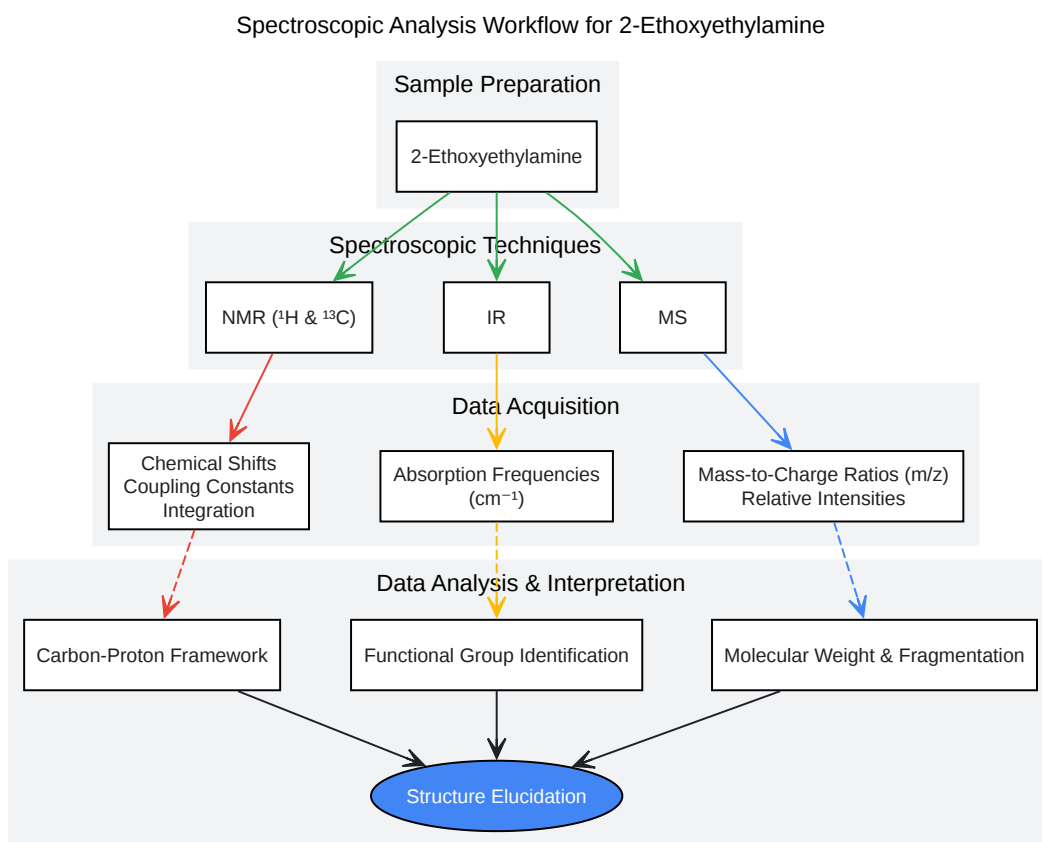 Spectroscopic Analysis Workflow for 2-Ethoxyethylamine
Sample Preparation
2-Ethoxyethylamine
Spectroscopic Techniques
NMR (¹H & ¹³C)
IR
MS
Data Acquisition
Chemical Shifts
Coupling Constants
Integration
Absorption Frequencies
(cm⁻¹)
Mass-to-Charge Ratios (m/z)
Relative Intensities
Data Analysis & Interpretation
Carbon-Proton Framework
Functional Group Identification
Molecular Weight & Fragmentation
Structure Elucidation